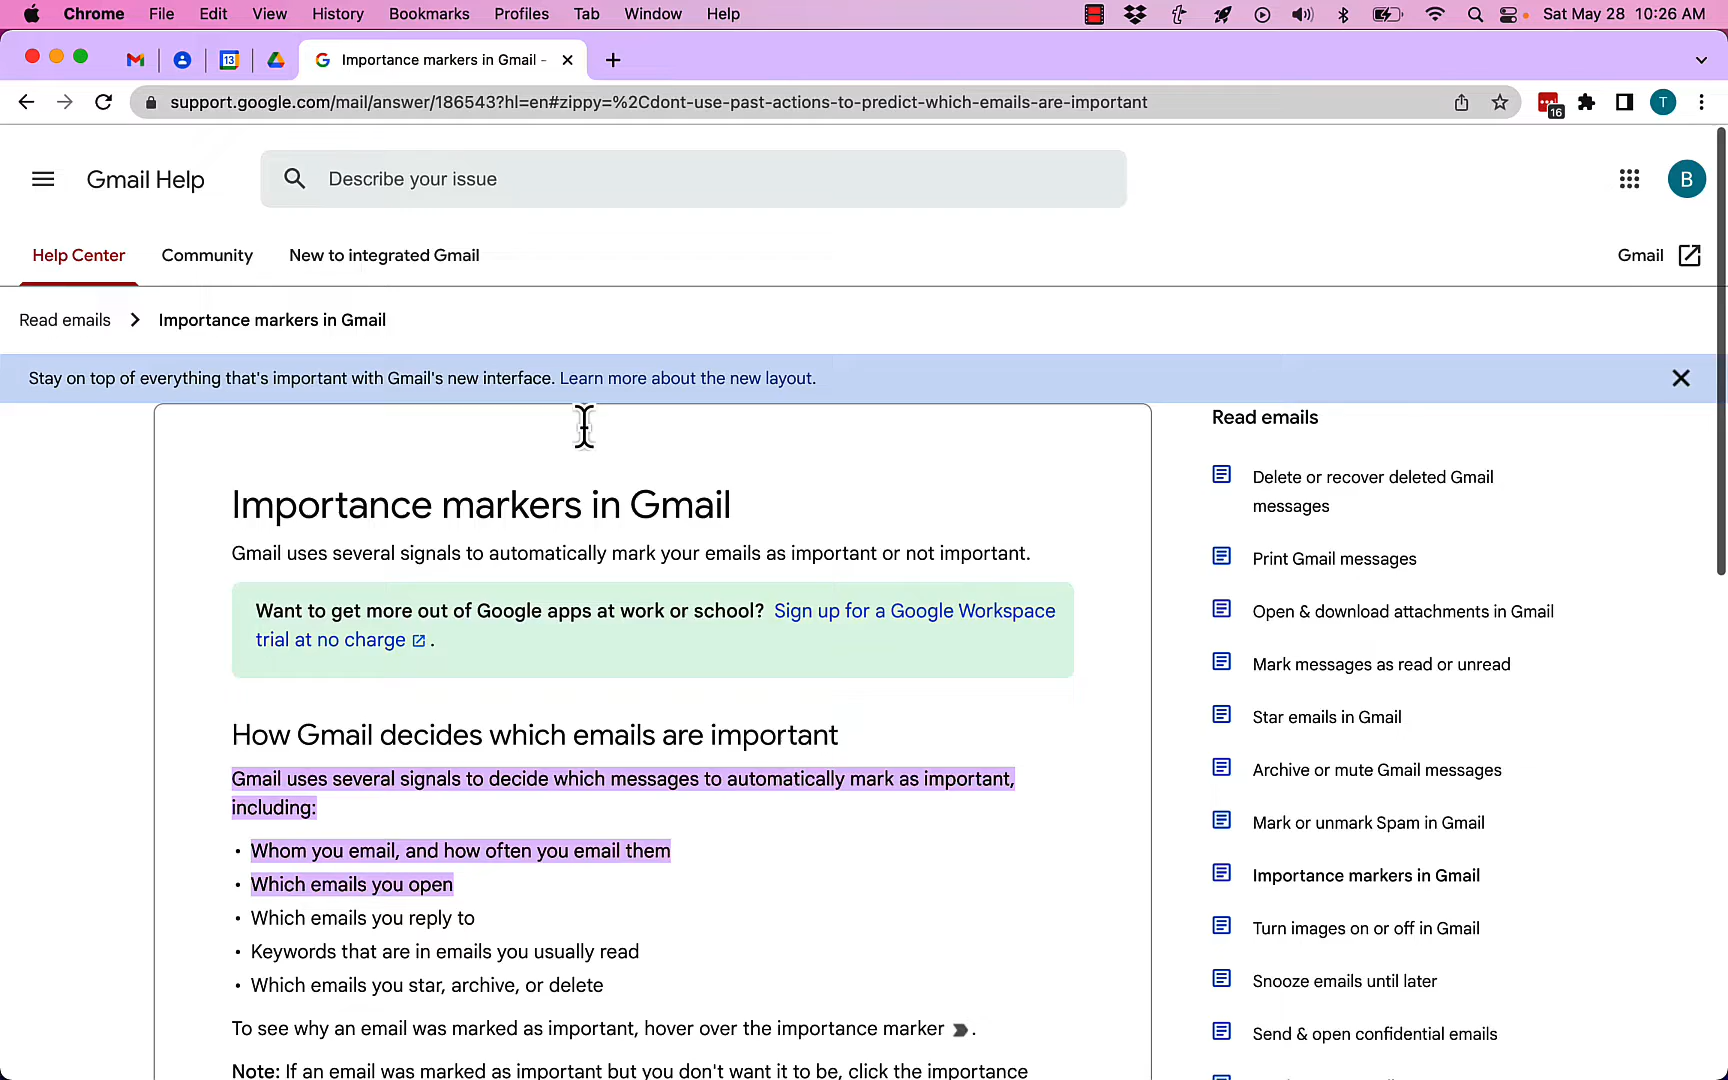 Chrome File Edit View History Bookmarks Profiles Tab Window Help Sat May 28 10:26 AM
13 Importance markers in Gmail -
support.google.com/mail/answer/186543?hl=en#zippy=%2Cdont-use-past-actions-to-predict-which-emails-are-important 16 T
Gmail Help Describe your issue B
Help Center Community New to integrated Gmail Gmail
Read emails Importance markers in Gmail
Stay on top of everything that's important with Gmail's new interface. Learn more about the new layout.
Importance markers in Gmail
Gmail uses several signals to automatically mark your emails as important or not important.
Want to get more out of Google apps at work or school? Sign up for a Google Workspace
trial at no charge .
How Gmail decides which emails are important
Gmail uses several signals to decide which messages to automatically mark as important,
including:
• Whom you email, and how often you email them
• Which emails you open
• Which emails you reply to
• Keywords that are in emails you usually read
• Which emails you star, archive, or delete
To see why an email was marked as important, hover over the importance marker .
Note: If an email was marked as important but you don't want it to be, click the importance
Read emails
Delete or recover deleted Gmail
messages
Print Gmail messages
Open & download attachments in Gmail
Mark messages as read or unread
Star emails in Gmail
Archive or mute Gmail messages
Mark or unmark Spam in Gmail
Importance markers in Gmail
Turn images on or off in Gmail
Snooze emails until later
Send & open confidential emails